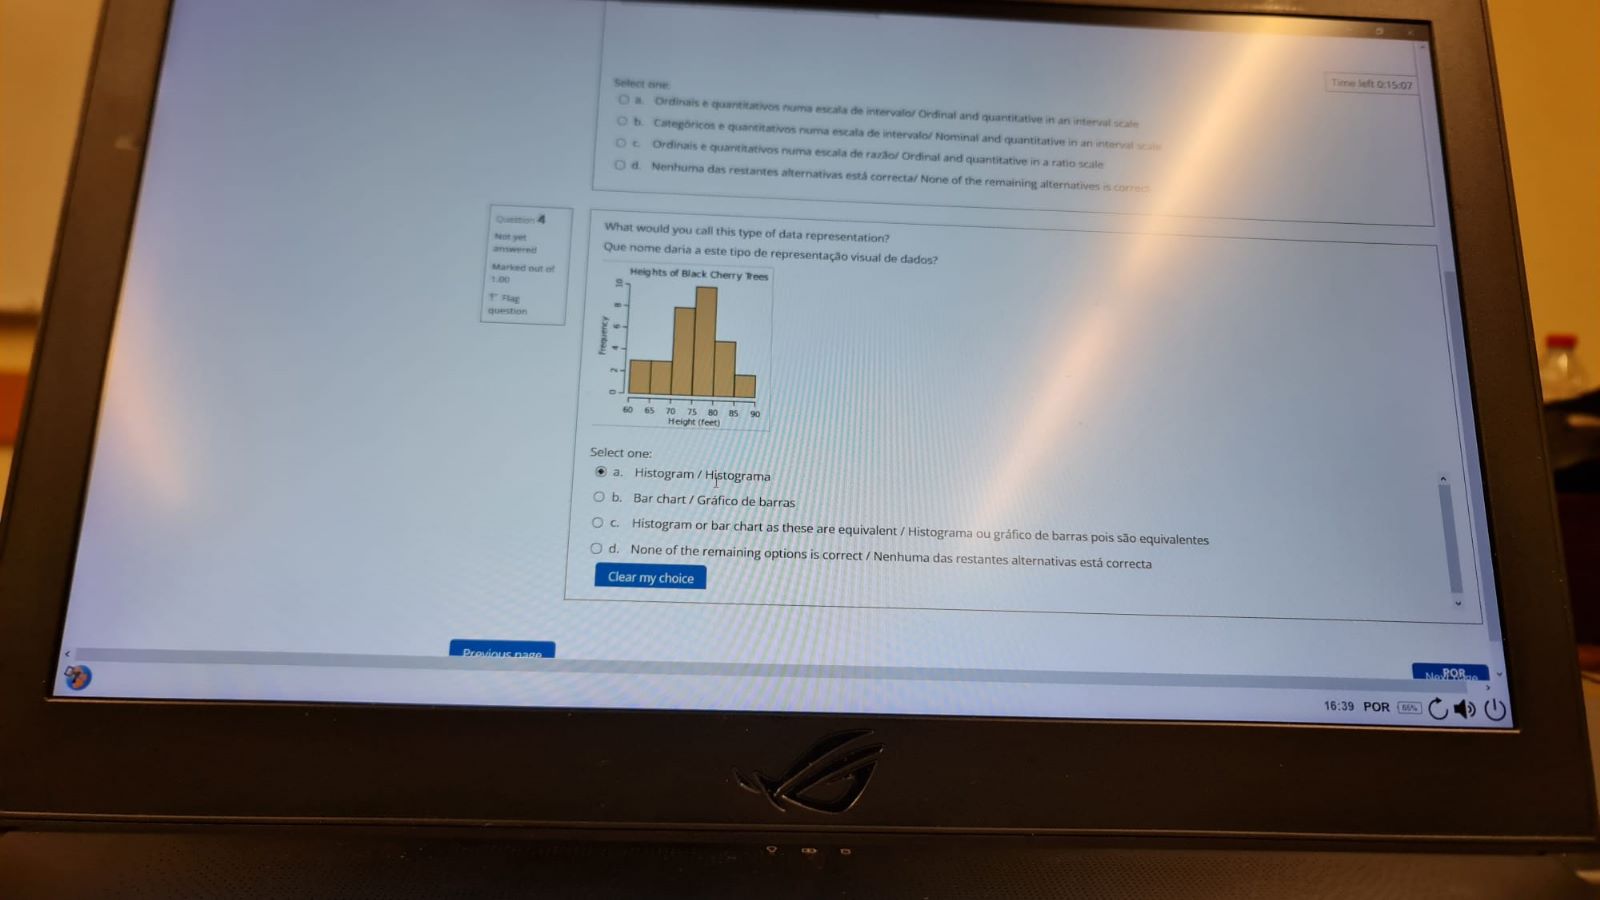 Time left 0:15:07
Select one:
a. Ordinais e quantitativos numa escala de intervalo/ Ordinal and quantitative in an interval scale
b. Categóricos e quantitativos numa escala de intervalo/ Nominal and quantitative in an interval scale
c. Ordinais e quantitativos numa escala de razão/ Ordinal and quantitative in a ratio scale
d. Nenhuma das restantes alternativas está correcta/ None of the remaining alternatives is correct
Question 4
Not yet
answered
Marked out of
1.00
Flag
question
What would you call this type of data representation?
Que nome daria a este tipo de representação visual de dados?
Heights of Black Cherry Trees
Frequency
10
8
6
4
2
0
60 65 70 75 80 85 90
Height (feet)
Select one:
a. Histogram / Histograma
b. Bar chart / Gráfico de barras
c. Histogram or bar chart as these are equivalent / Histograma ou gráfico de barras pois são equivalentes
d. None of the remaining options is correct / Nenhuma das restantes alternativas está correcta
Clear my choice
Previous page
POR
16:39 POR 66%